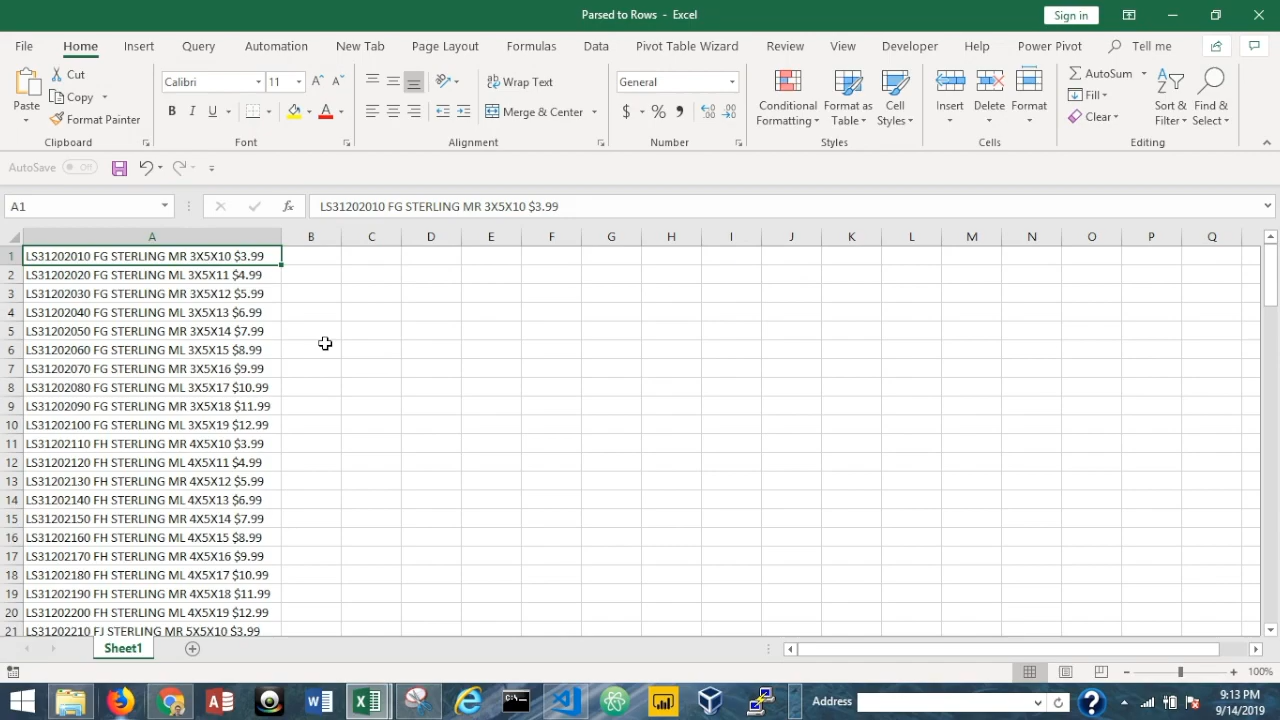 Parsed to Rows - Excel
Sign in
File Home Insert Query Automation New Tab Page Layout Formulas Data Pivot Table Wizard Review View Developer Help Power Pivot Tell me
Paste
Cut
Copy
Format Painter
Clipboard
Calibri 11
B I U
Font
Wrap Text
Merge & Center
Alignment
General
$ %
Number
Conditional Formatting
Format as Table
Cell Styles
Styles
Insert Delete Format
Cells
AutoSum
Fill
Clear
Sort & Filter
Find & Select
Editing
AutoSave Off
A1 fx LS31202010 FG STERLING MR 3X5X10 $3.99
A B C D E F G H I J K L M N O P Q
1 LS31202010 FG STERLING MR 3X5X10 $3.99
2 LS31202020 FG STERLING ML 3X5X11 $4.99
3 LS31202030 FG STERLING MR 3X5X12 $5.99
4 LS31202040 FG STERLING ML 3X5X13 $6.99
5 LS31202050 FG STERLING MR 3X5X14 $7.99
6 LS31202060 FG STERLING ML 3X5X15 $8.99
7 LS31202070 FG STERLING MR 3X5X16 $9.99
8 LS31202080 FG STERLING ML 3X5X17 $10.99
9 LS31202090 FG STERLING MR 3X5X18 $11.99
10 LS31202100 FG STERLING ML 3X5X19 $12.99
11 LS31202110 FH STERLING MR 4X5X10 $3.99
12 LS31202120 FH STERLING ML 4X5X11 $4.99
13 LS31202130 FH STERLING MR 4X5X12 $5.99
14 LS31202140 FH STERLING ML 4X5X13 $6.99
15 LS31202150 FH STERLING MR 4X5X14 $7.99
16 LS31202160 FH STERLING ML 4X5X15 $8.99
17 LS31202170 FH STERLING MR 4X5X16 $9.99
18 LS31202180 FH STERLING ML 4X5X17 $10.99
19 LS31202190 FH STERLING MR 4X5X18 $11.99
20 LS31202200 FH STERLING ML 4X5X19 $12.99
21 LS31202210 FJ STERLING MR 5X5X10 $3.99
Sheet1
100%
Address
9:13 PM
9/14/2019